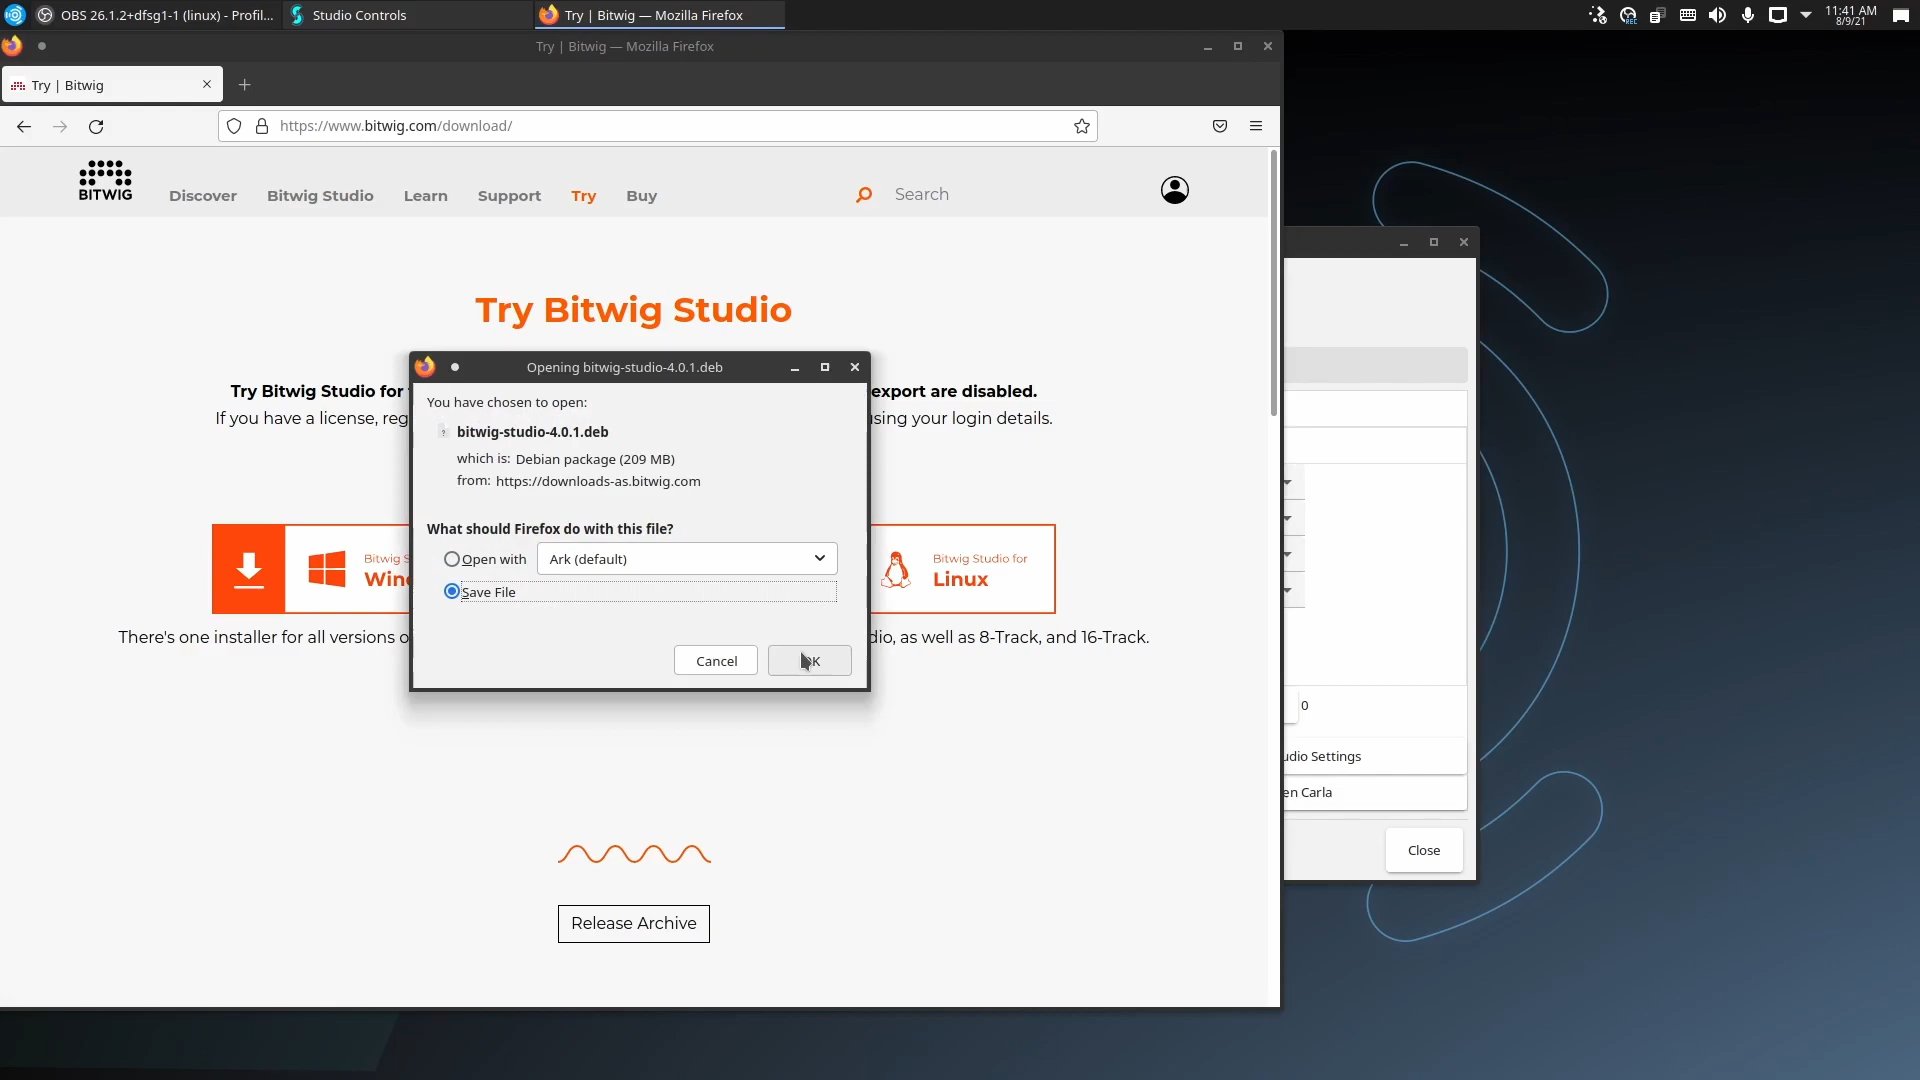 OBS 26.1.2+dfsg1-1 (linux) - Profil...
Studio Controls
Try | Bitwig — Mozilla Firefox
REC
11:41 AM
8/9/21
Try | Bitwig — Mozilla Firefox
Try | Bitwig
https://www.bitwig.com/download/
BITWIG
Discover
Bitwig Studio
Learn
Support
Try
Buy
Search
Try Bitwig Studio
Try Bitwig Studio for
export are disabled.
If you have a license, reg
using your login details.
Opening bitwig-studio-4.0.1.deb
You have chosen to open:
bitwig-studio-4.0.1.deb
which is: Debian package (209 MB)
from: https://downloads-as.bitwig.com
What should Firefox do with this file?
Open with
Ark (default)
Save File
Cancel
Bitwig S
Wind
Bitwig Studio for
Linux
There's one installer for all versions o
dio, as well as 8-Track, and 16-Track.
Release Archive
0
udio Settings
en Carla
Close